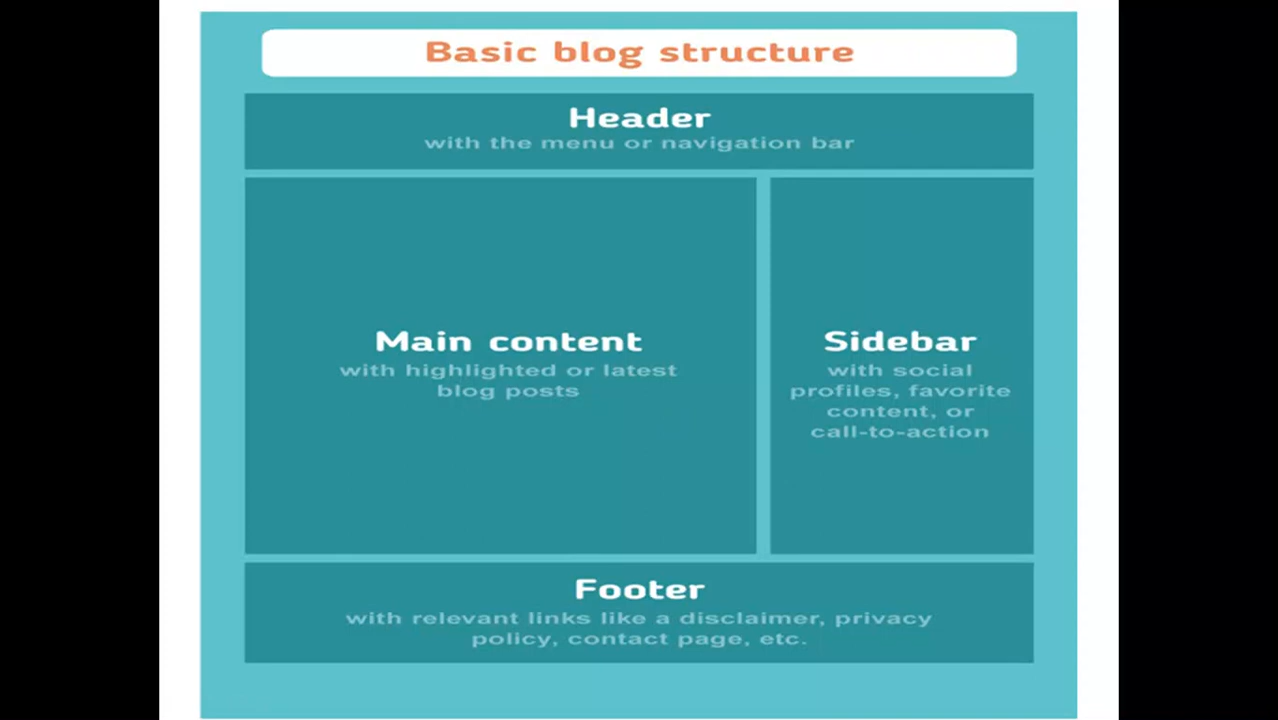 Basic blog structure
Header
with the menu or navigation bar
Main content
with highlighted or latest
blog posts
Sidebar
with social
profiles, favorite
content, or
call-to-action
Footer
with relevant links like a disclaimer, privacy
policy, contact page, etc.